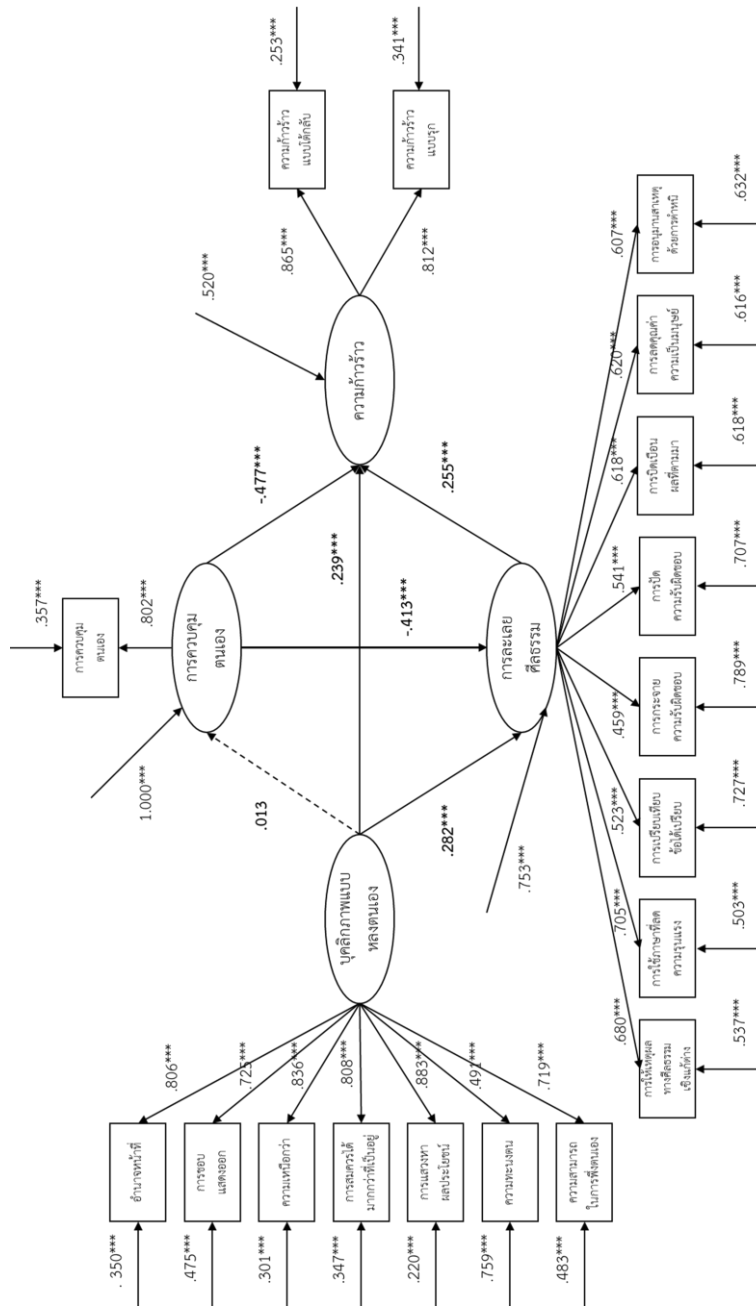 .350***
อำนาจหน้าที่
.806***
.475***
การชอบ
แสดงออก
.725***
.301***
ความเหนือกว่า
.836***
.347***
การสมควรได้
มากกว่าที่เป็นอยู่
.808***
.220***
การแสวงหา
ผลประโยชน์
.883***
.759***
ความทะนงตน
.491***
.483***
ความสามารถ
ในการพึ่งตนเอง
.719***
บุคลิกภาพแบบ
หลงตนเอง
.013
.239***
.282***
1.000***
.357***
การควบคุม
ตนเอง
.802***
การควบคุม
ตนเอง
-.477***
-.413***
.753***
การละเลย
ศีลธรรม
.255***
.520***
ความก้าวร้าว
.865***
.812***
ความก้าวร้าว
แบบโต้กลับ
.253***
ความก้าวร้าว
แบบรุก
.341***
.680***
การให้เหตุผล
ทางศีลธรรม
เชิงแก้ต่าง
.537***
.705***
การใช้ภาษาที่ลด
ความรุนแรง
.503***
.523***
การเปรียบเทียบ
ข้อได้เปรียบ
.727***
.459***
การกระจาย
ความรับผิดชอบ
.789***
.541***
การปัด
ความรับผิดชอบ
.707***
.618***
การบิดเบือน
ผลที่ตามมา
.618***
.620***
การลดคุณค่า
ความเป็นมนุษย์
.616***
.607***
การอนุมานสาเหตุ
ด้วยการตำหนิ
.632***